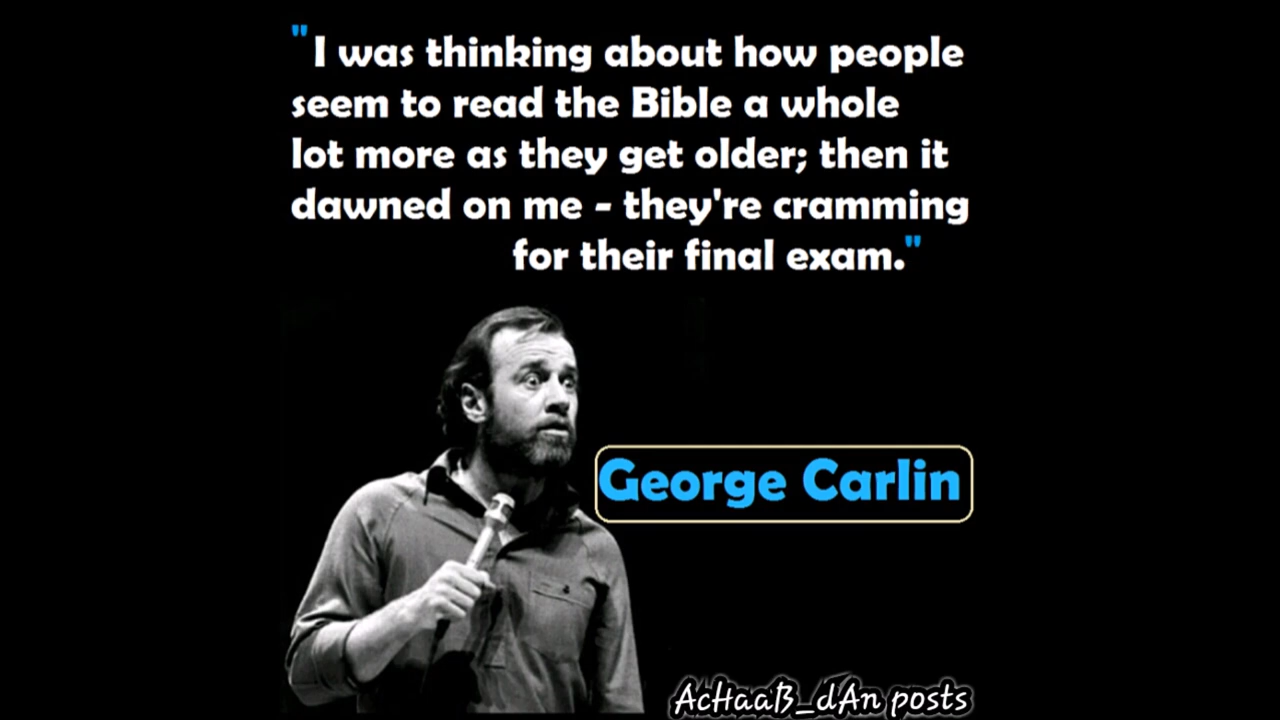 "I was thinking about how people
seem to read the Bible a whole
lot more as they get older; then it
dawned on me - they're cramming
for their final exam."
George Carlin
AcHaaB_dAn posts